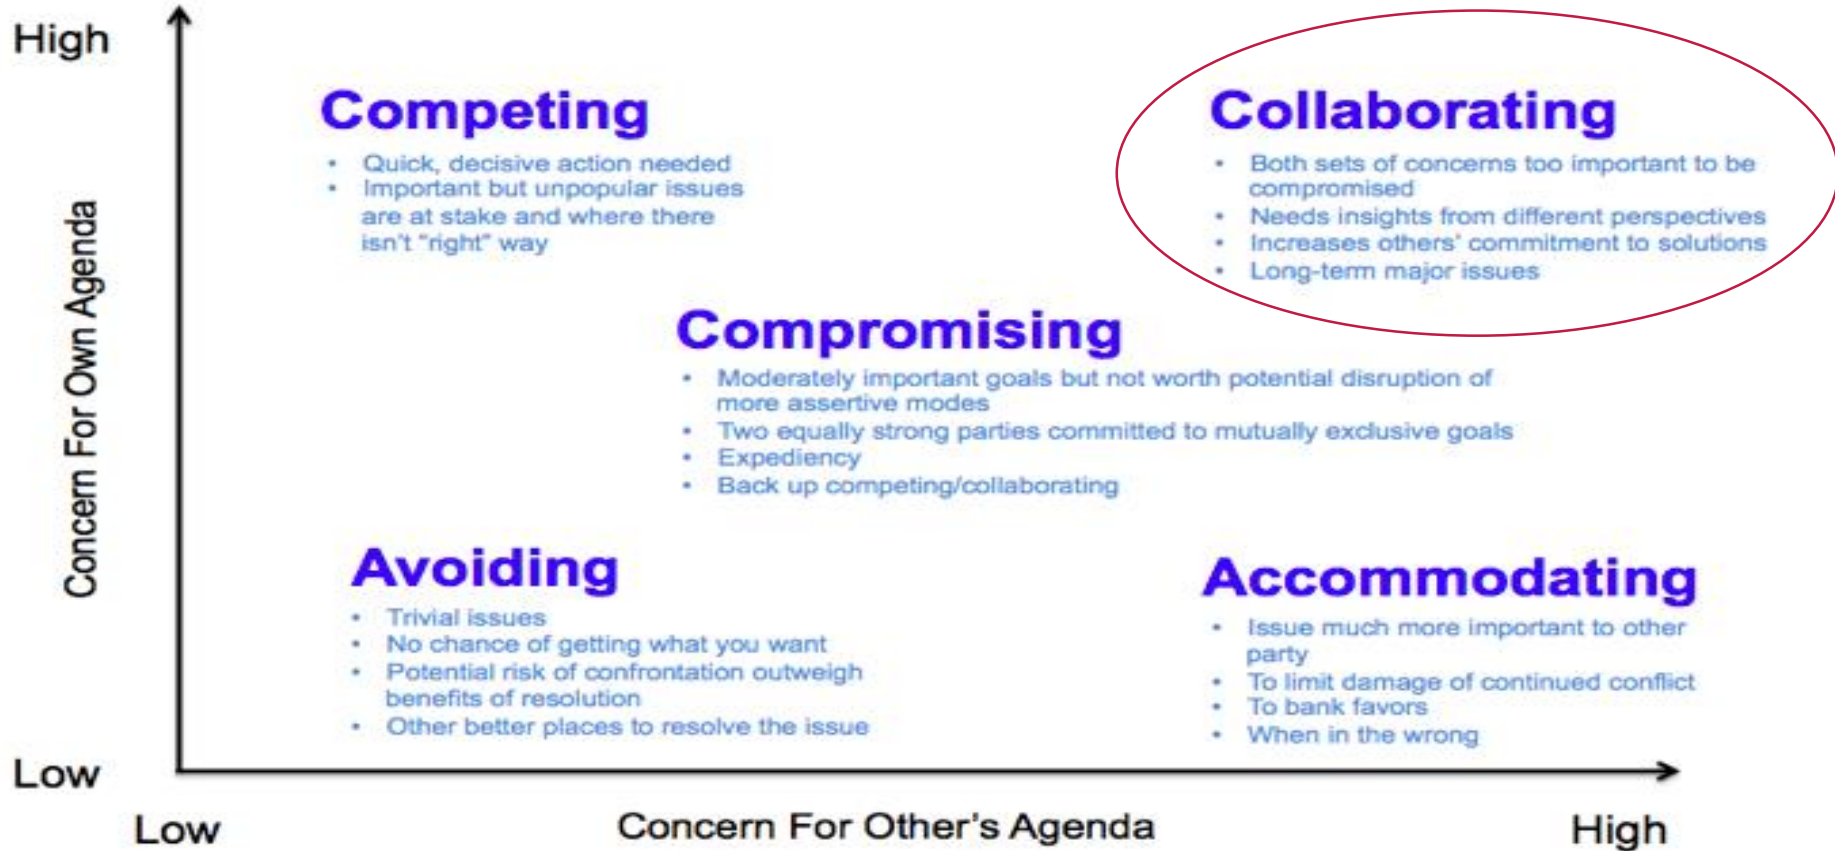 High
Competing
• Quick, decisive action needed
• Important but unpopular issues
are at stake and where there
isn't "right" way
Collaborating
• Both sets of concerns too important to be
compromised
• Needs insights from different perspectives
• Increases others' commitment to solutions
• Long-term major issues
Concern For Own Agenda
Compromising
• Moderately important goals but not worth potential disruption of
more assertive modes
• Two equally strong parties committed to mutually exclusive goals
• Expediency
• Back up competing/collaborating
Avoiding
• Trivial issues
• No chance of getting what you want
• Potential risk of confrontation outweigh
benefits of resolution
• Other better places to resolve the issue
Accommodating
• Issue much more important to other
party
• To limit damage of continued conflict
• To bank favors
• When in the wrong
Low
Low
Concern For Other's Agenda
High